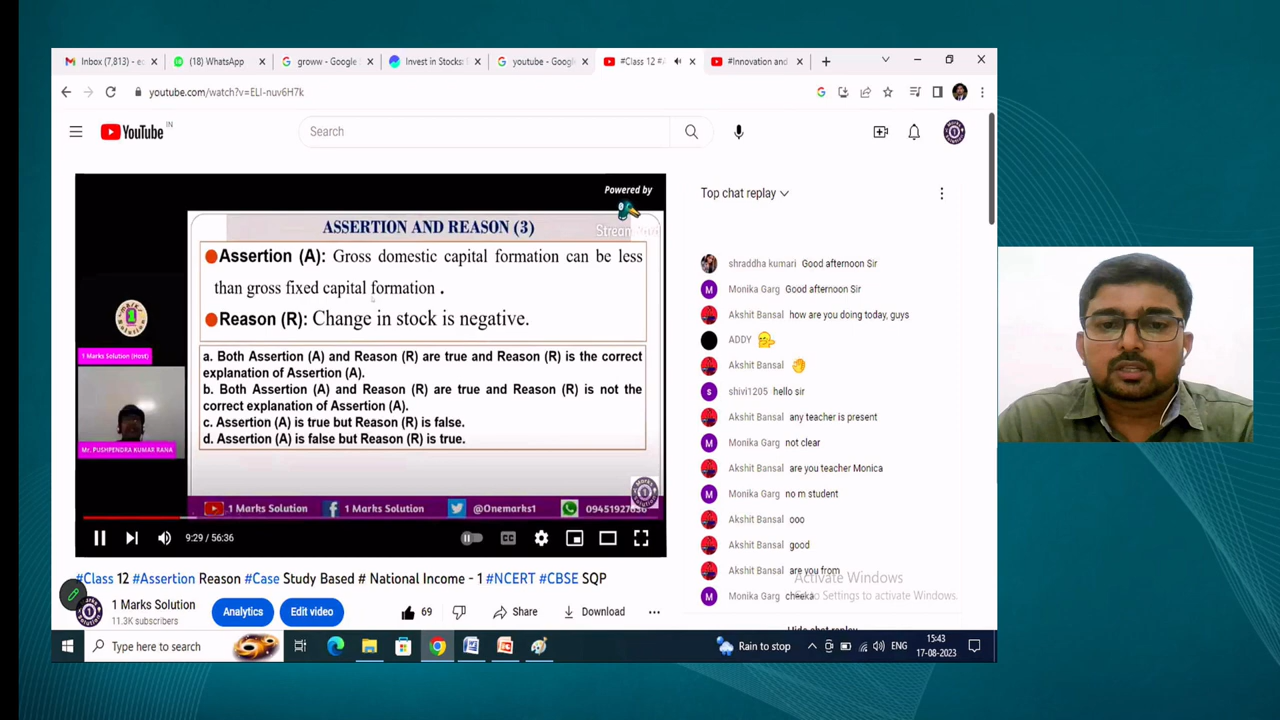 Inbox (7,813) - ec
(18) WhatsApp
groww - Google
Invest in Stocks:
youtube - Goog
#Class 12 #A
#Innovation and
youtube.com/watch?v=ELI-nuv6H7k
YouTube IN
Search
Powered by
ASSERTION AND REASON (3)
Assertion (A): Gross domestic capital formation can be less
than gross fixed capital formation .
Reason (R): Change in stock is negative.
a. Both Assertion (A) and Reason (R) are true and Reason (R) is the correct
explanation of Assertion (A).
b. Both Assertion (A) and Reason (R) are true and Reason (R) is not the
correct explanation of Assertion (A).
c. Assertion (A) is true but Reason (R) is false.
d. Assertion (A) is false but Reason (R) is true.
1 Marks Solution (Host)
Mr. PUSHPENDRA KUMAR RANA
1 Marks Solution
1 Marks Solution
@Onemarks1
9:29 / 56:36
#Class 12 #Assertion Reason #Case Study Based # National Income - 1 #NCERT #CBSE SQP
1 Marks Solution
11.3K subscribers
Analytics
Edit video
69
Share
Download
Top chat replay
shraddha kumari Good afternoon Sir
Monika Garg Good afternoon Sir
Akshit Bansal how are you doing today, guys
ADDY
Akshit Bansal
shivi1205 hello sir
Akshit Bansal any teacher is present
Monika Garg not clear
Akshit Bansal are you teacher Monica
Monika Garg no m student
Akshit Bansal ooo
Akshit Bansal good
Akshit Bansal are you from
Monika Garg cheeka
Activate Windows
Go to Settings to activate Windows.
Hide chat replay
Type here to search
Rain to stop
ENG
15:43
17-08-2023